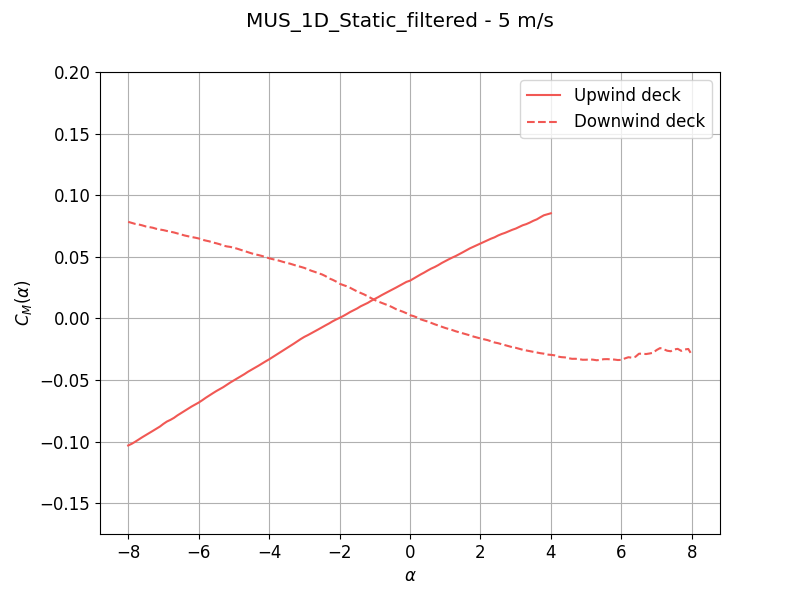 MUS_1D_Static_filtered - 5 m/s
Upwind deck
Downwind deck
0.20
0.15
0.10
0.05
0.00
−0.05
−0.10
−0.15
C_M(α)
−8 −6 −4 −2 0 2 4 6 8
α